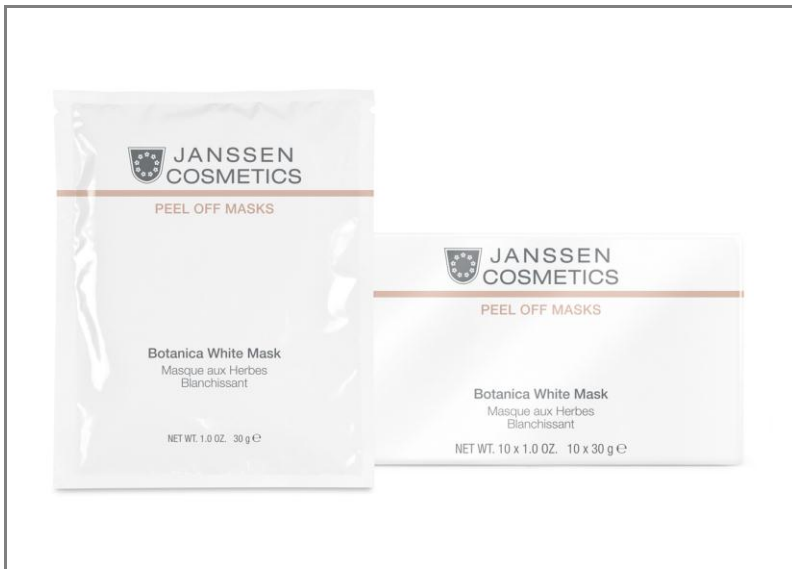 JANSSEN
COSMETICS
PEEL OFF MASKS
Botanica White Mask
Masque aux Herbes
Blanchissant
NET WT. 1.0 OZ. 30 g ℮
JANSSEN
COSMETICS
PEEL OFF MASKS
Botanica White Mask
Masque aux Herbes
Blanchissant
NET WT. 10 x 1.0 OZ. 10 x 30 g ℮